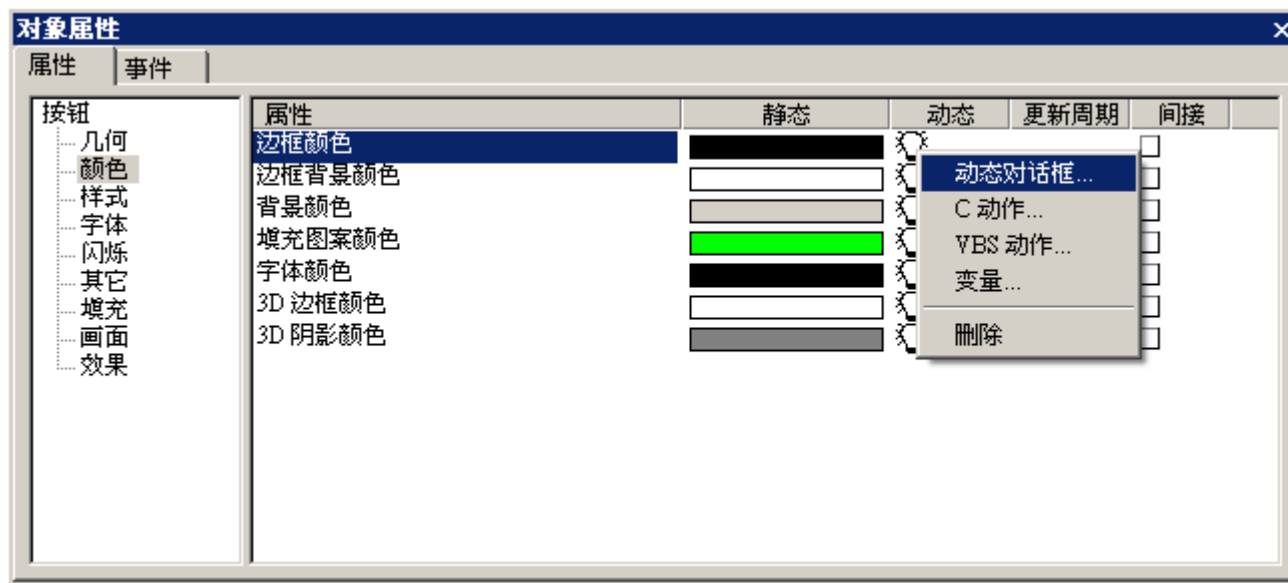 对象属性
属性 事件
按钮
几何
颜色
样式
字体
闪烁
其它
填充
画面
效果
属性 静态 动态 更新周期 间接
边框颜色
边框背景颜色
背景颜色
填充图案颜色
字体颜色
3D 边框颜色
3D 阴影颜色
动态对话框...
C 动作...
VBS 动作...
变量...
删除